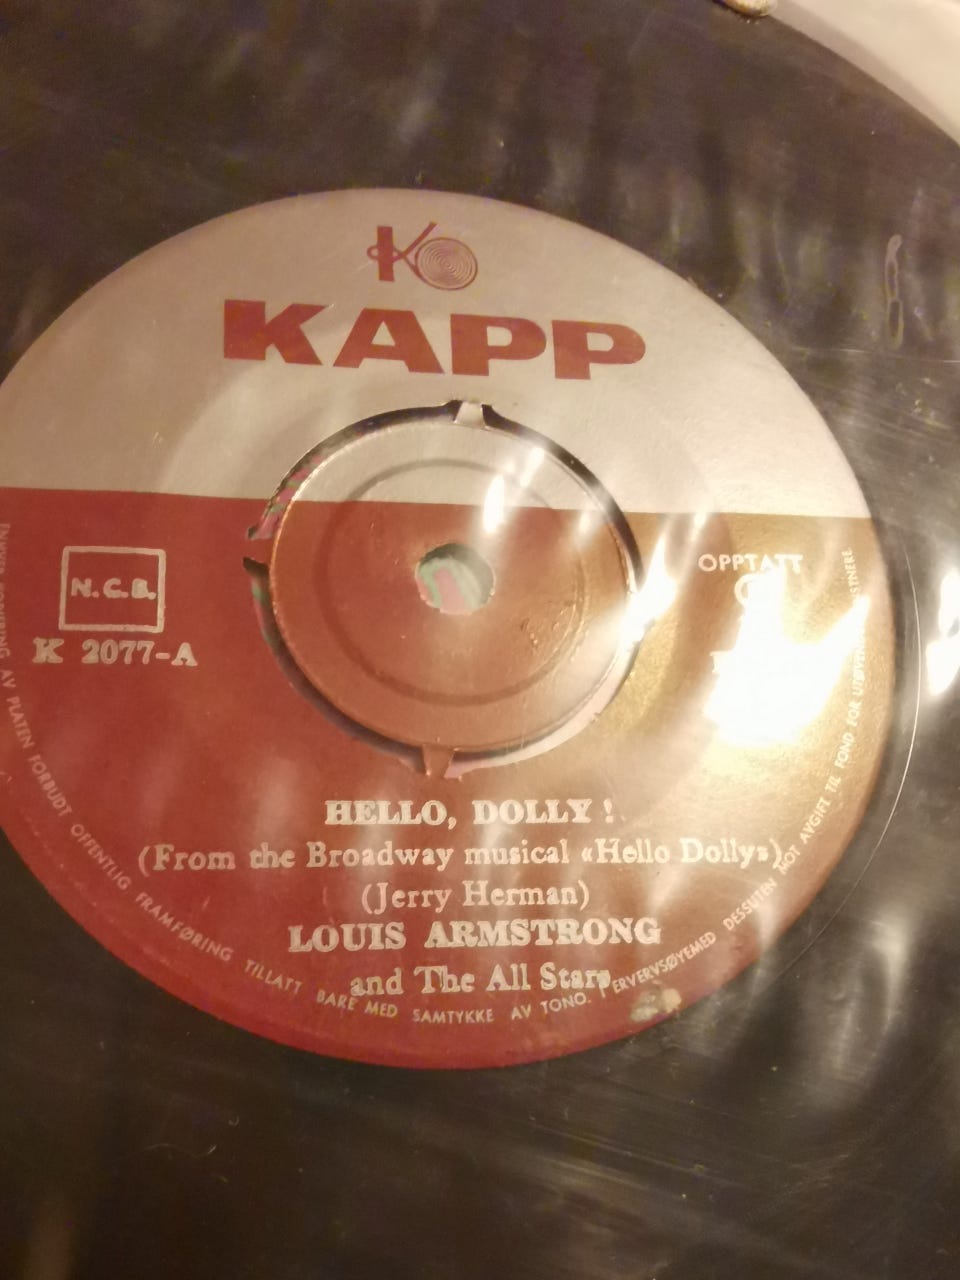 K
KAPP
N.C.B.
K 2077-A
OPPTATT
HELLO, DOLLY !
(From the Broadway musical «Hello Dolly»)
(Jerry Herman)
LOUIS ARMSTRONG
and The All Stars
AV PLATEN FORBUDT OFFENTLIG FRAMFØRING TILLATT BARE MED SAMTYKKE AV TONO. I ERVERVSØYEMED DESSUTEN MOT AVGIFT TIL FOND FOR